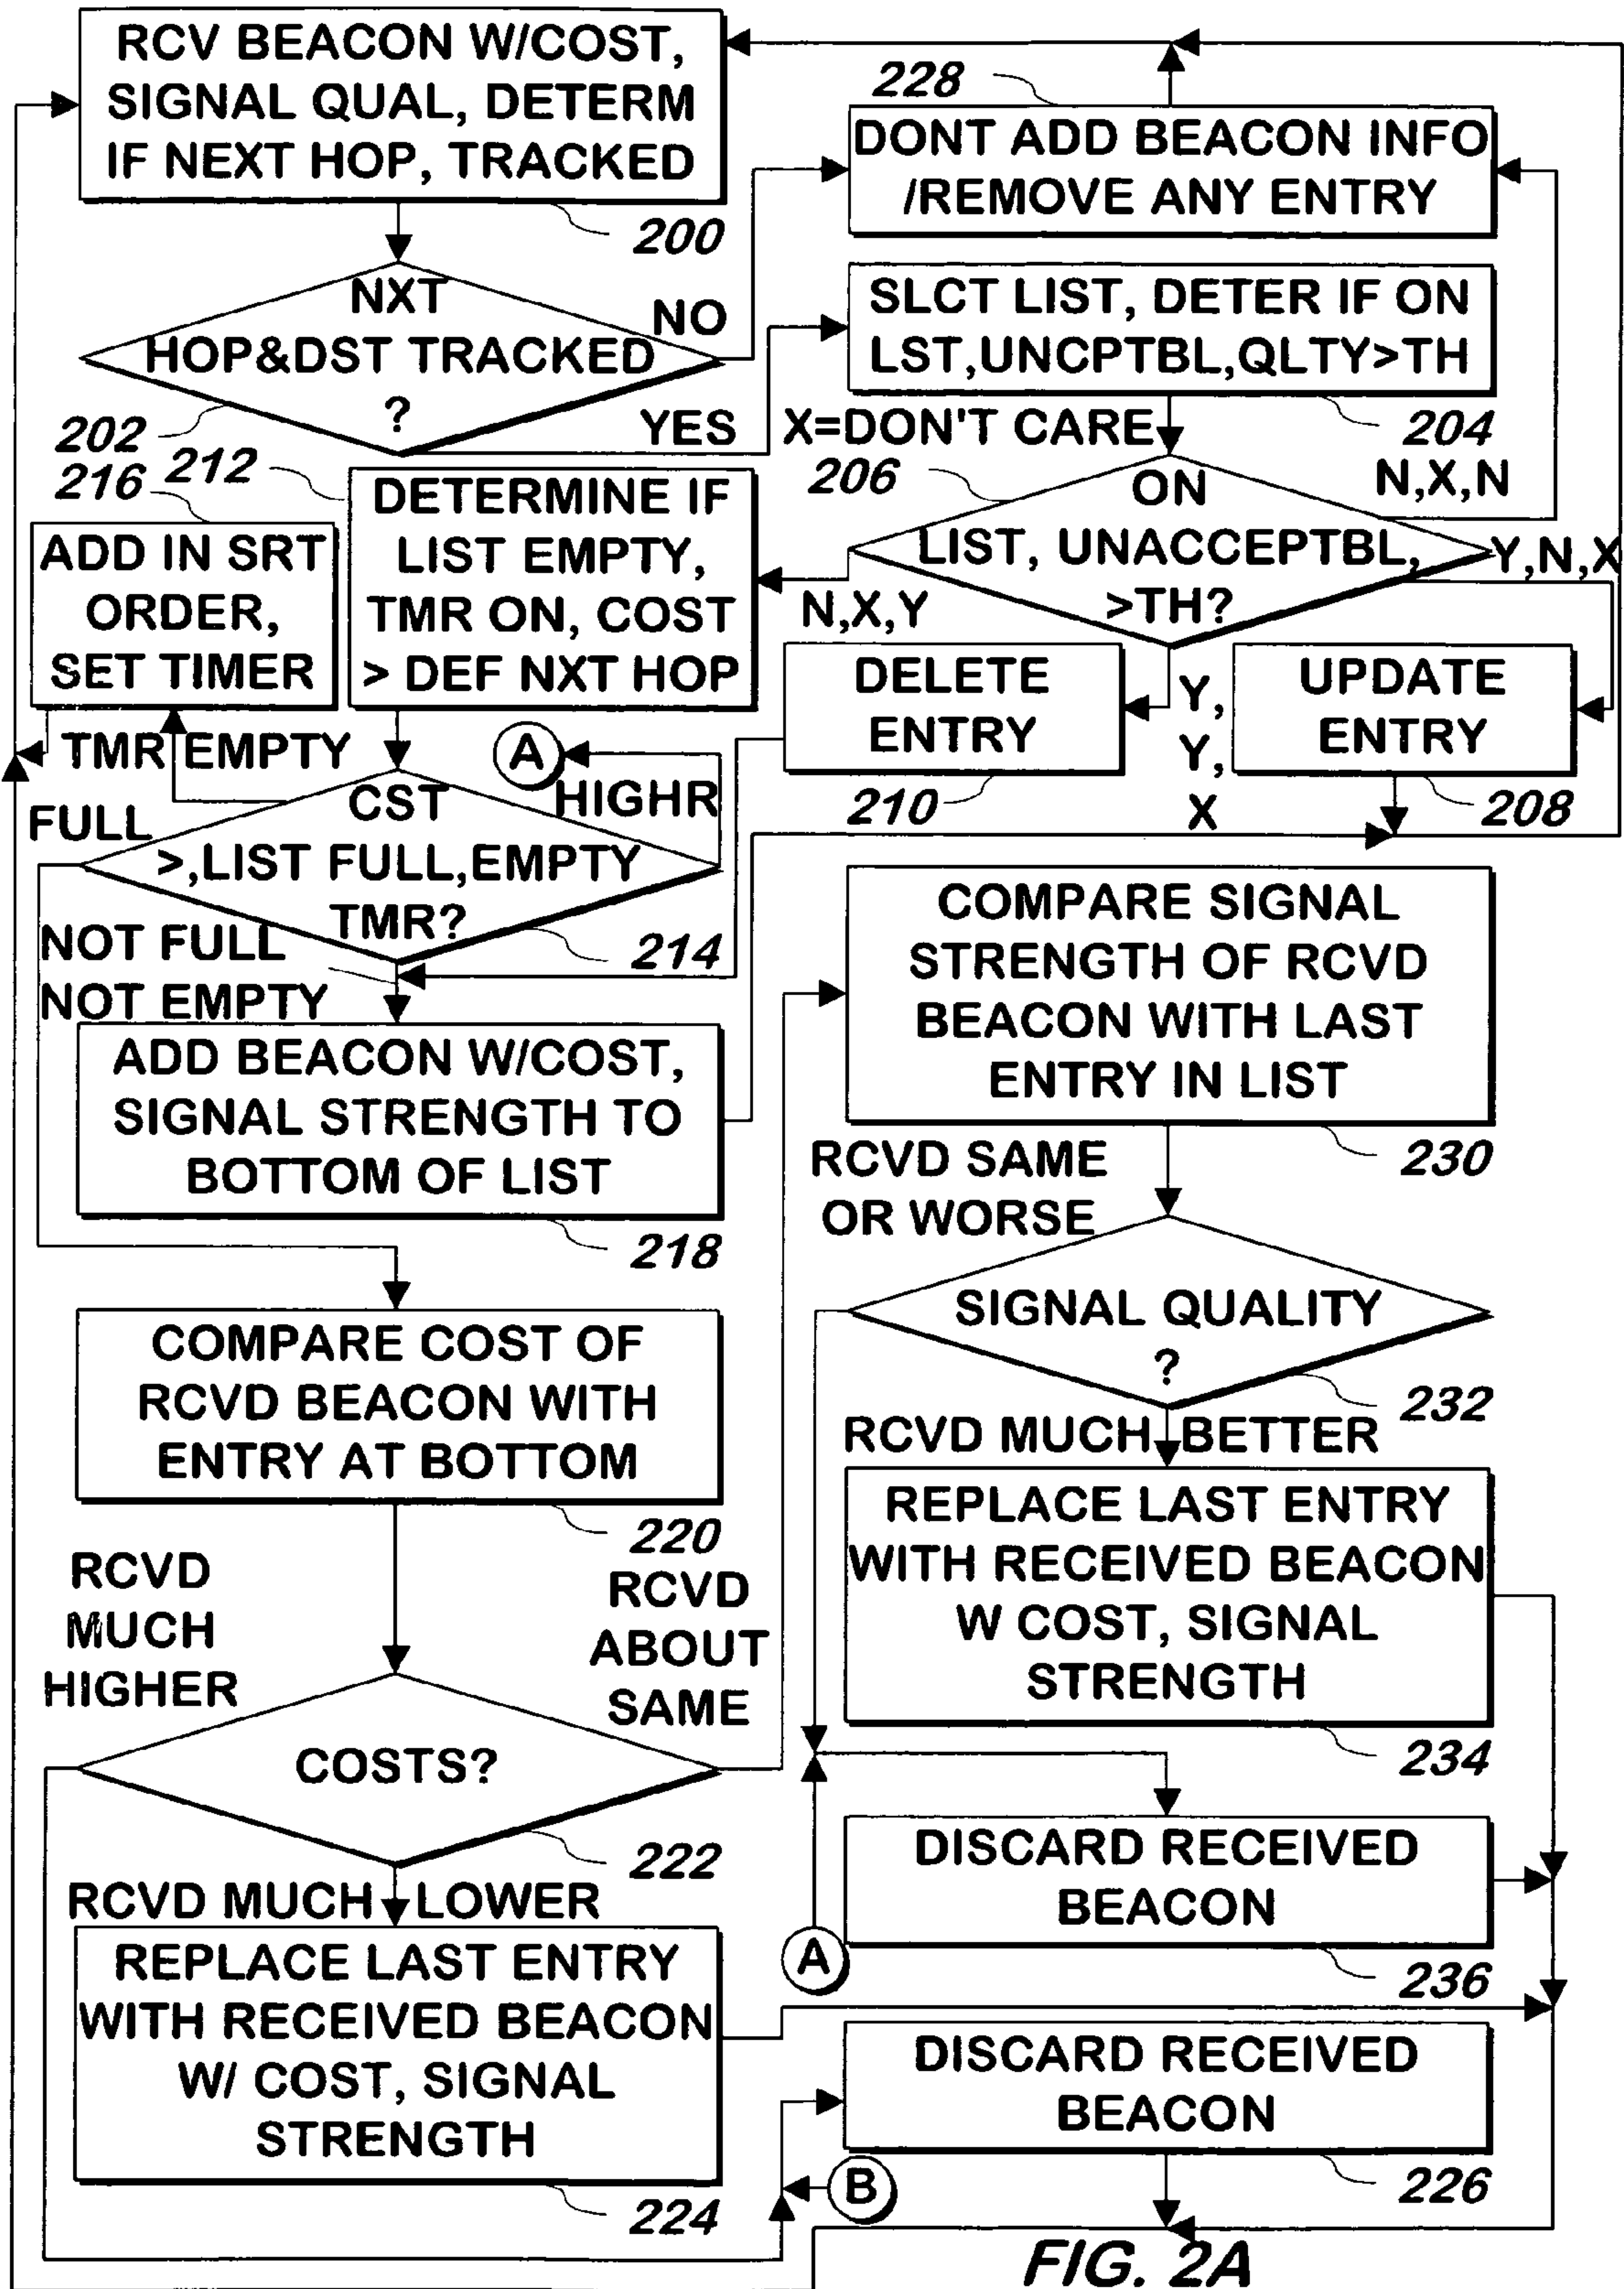 RCV BEACON W/COST,
SIGNAL QUAL, DETERM
IF NEXT HOP, TRACKED
200
228
DONT ADD BEACON INFO
/REMOVE ANY ENTRY
NXT
HOP&DST TRACKED
?
NO
YES
202
SLCT LIST, DETER IF ON
LST,UNCPTBL,QLTY>TH
204
X=DON'T CARE
206
ON
LIST, UNACCEPTBL,
>TH?
N,X,N
Y,N,X
N,X,Y
Y,
Y,
X
212
DETERMINE IF
LIST EMPTY,
TMR ON, COST
> DEF NXT HOP
216
ADD IN SRT
ORDER,
SET TIMER
DELETE
ENTRY
210
UPDATE
ENTRY
208
TMR EMPTY
A
HIGHR
FULL
CST
>,LIST FULL,EMPTY
TMR?
214
NOT FULL
NOT EMPTY
ADD BEACON W/COST,
SIGNAL STRENGTH TO
BOTTOM OF LIST
218
COMPARE SIGNAL
STRENGTH OF RCVD
BEACON WITH LAST
ENTRY IN LIST
230
RCVD SAME
OR WORSE
SIGNAL QUALITY
?
232
RCVD MUCH BETTER
COMPARE COST OF
RCVD BEACON WITH
ENTRY AT BOTTOM
220
REPLACE LAST ENTRY
WITH RECEIVED BEACON
W COST, SIGNAL
STRENGTH
234
RCVD
MUCH
HIGHER
RCVD
ABOUT
SAME
COSTS?
222
RCVD MUCH LOWER
REPLACE LAST ENTRY
WITH RECEIVED BEACON
W/ COST, SIGNAL
STRENGTH
224
DISCARD RECEIVED
BEACON
236
A
DISCARD RECEIVED
BEACON
226
B
FIG. 2A